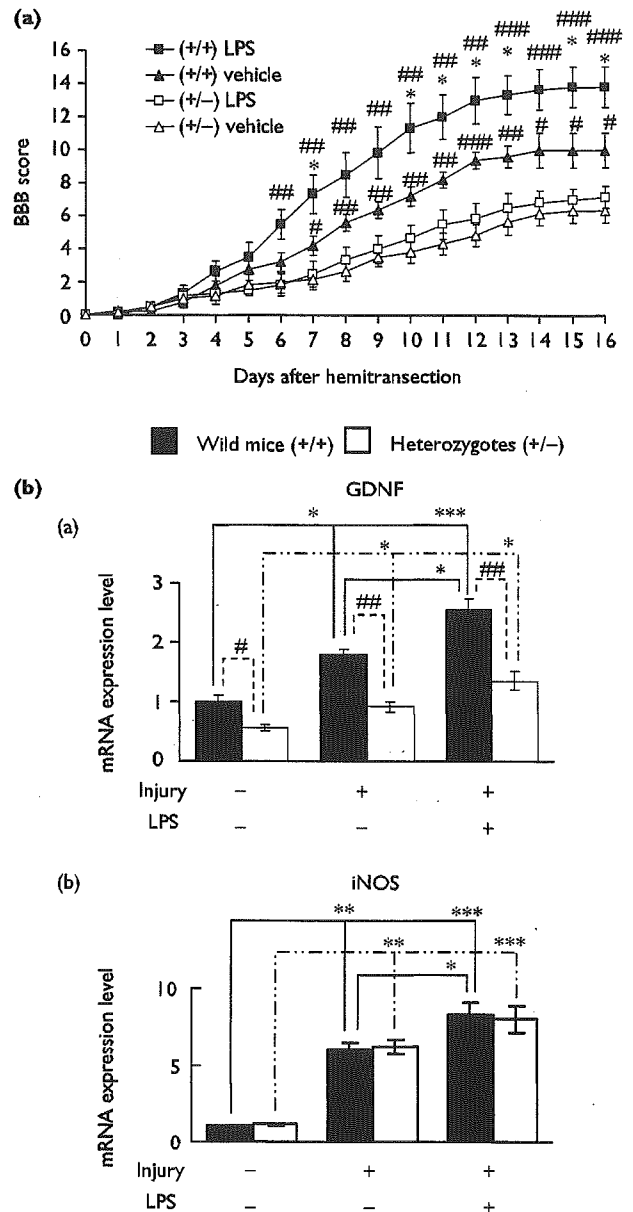 (a)
16
14
12
10
8
6
4
2
0
BBB score
(+/+) LPS
(+/+) vehicle
(+/−) LPS
(+/−) vehicle
## ## ## ## ## ## ## ### ### ### ###
* * * * * * *
# ## ## ## ## ### ## # # #
0 1 2 3 4 5 6 7 8 9 10 11 12 13 14 15 16
Days after hemitransection
Wild mice (+/+) Heterozygotes (+/−)
(b)
GDNF
(a)
* ***
* *
*
# ## ##
3
2
1
0
mRNA expression level
Injury − + +
LPS − − +
(b)
iNOS
** ***
** ***
*
10
5
0
mRNA expression level
Injury − + +
LPS − − +